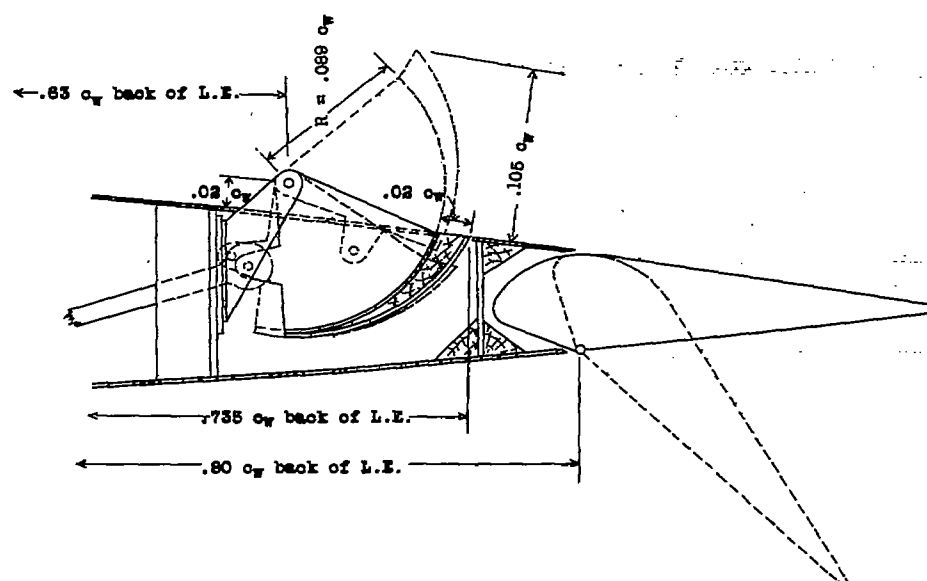 .63 c_w back of L.E.
R = .089 c_w
.105 c_w
.02 c_w
.02 c_w
.735 c_w back of L.E.
.80 c_w back of L.E.